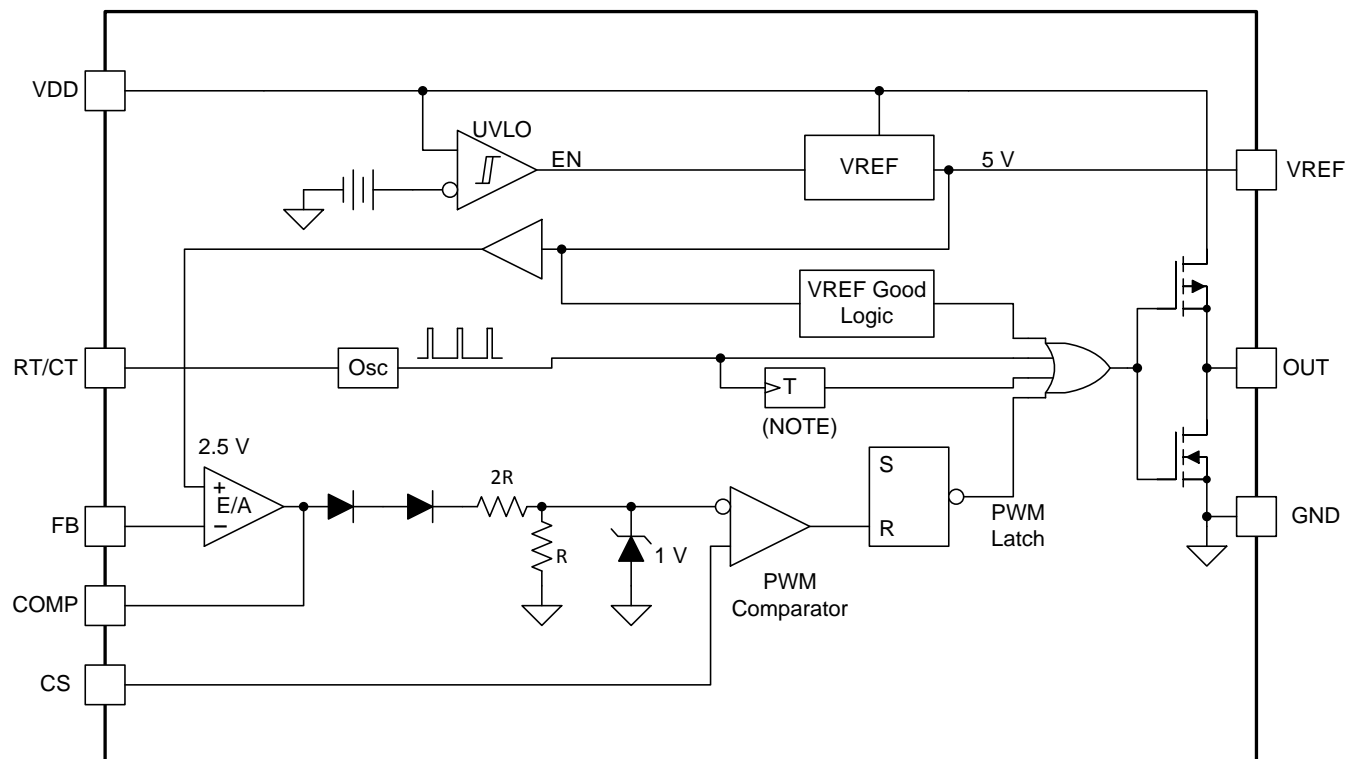 VDD
UVLO
EN
VREF
5 V
VREF
VREF Good
Logic
RT/CT
Osc
T
(NOTE)
OUT
2.5 V
+
E/A
−
FB
2R
R
1 V
S
R
PWM
Latch
GND
PWM
Comparator
COMP
CS